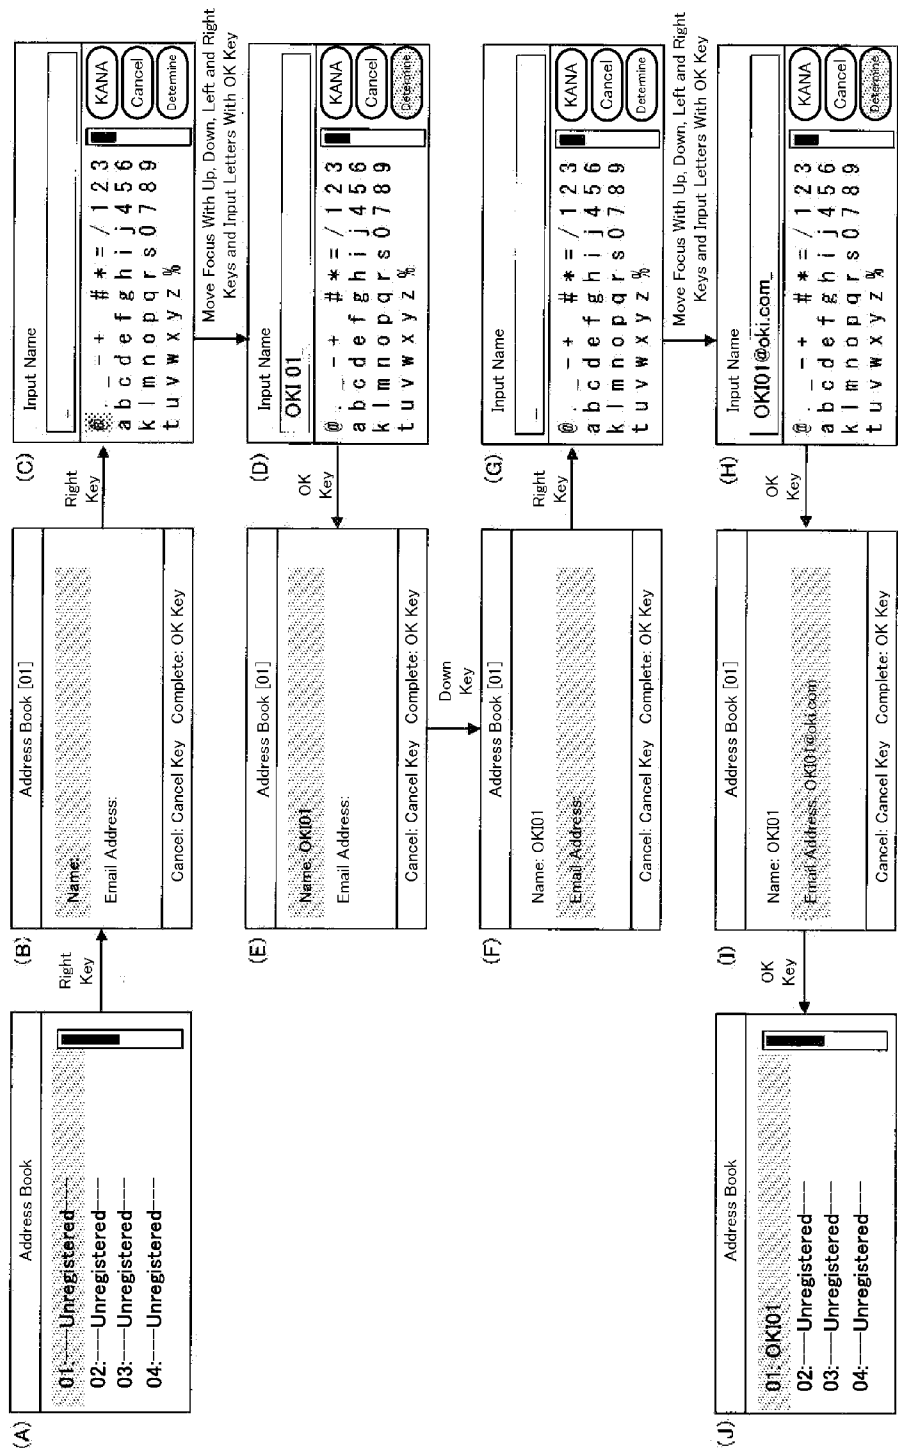 (A)
Address Book
01:----Unregistered----
02:----Unregistered----
03:----Unregistered----
04:----Unregistered----
Right
Key
(B)
Address Book [01]
Name:
Email Address:
Cancel: Cancel Key Complete: OK Key
Right
Key
(C)
Input Name
_
@ . _ - + # * = / 1 2 3
a b c d e f g h i j 4 5 6
k l m n o p q r s 0 7 8 9
t u v w x y z %
KANA
Cancel
Determine
Move Focus With Up, Down, Left and Right
Keys and Input Letters With OK Key
(D)
Input Name
OKI 01_
@ . _ - + # * = / 1 2 3
a b c d e f g h i j 4 5 6
k l m n o p q r s 0 7 8 9
t u v w x y z %
KANA
Cancel
Determine
OK
Key
(E)
Address Book [01]
Name: OKI01
Email Address:
Cancel: Cancel Key Complete: OK Key
Down
Key
(F)
Address Book [01]
Name: OKI01
Email Address:
Cancel: Cancel Key Complete: OK Key
Right
Key
(G)
Input Name
_
@ . _ - + # * = / 1 2 3
a b c d e f g h i j 4 5 6
k l m n o p q r s 0 7 8 9
t u v w x y z %
KANA
Cancel
Determine
Move Focus With Up, Down, Left and Right
Keys and Input Letters With OK Key
(H)
Input Name
OKI01@oki.com_
@ . _ - + # * = / 1 2 3
a b c d e f g h i j 4 5 6
k l m n o p q r s 0 7 8 9
t u v w x y z %
KANA
Cancel
Determine
OK
Key
(I)
Address Book [01]
Name: OKI01
Email Address: OKI01@oki.com
Cancel: Cancel Key Complete: OK Key
OK
Key
(J)
Address Book
01: OKI01
02:----Unregistered----
03:----Unregistered----
04:----Unregistered----